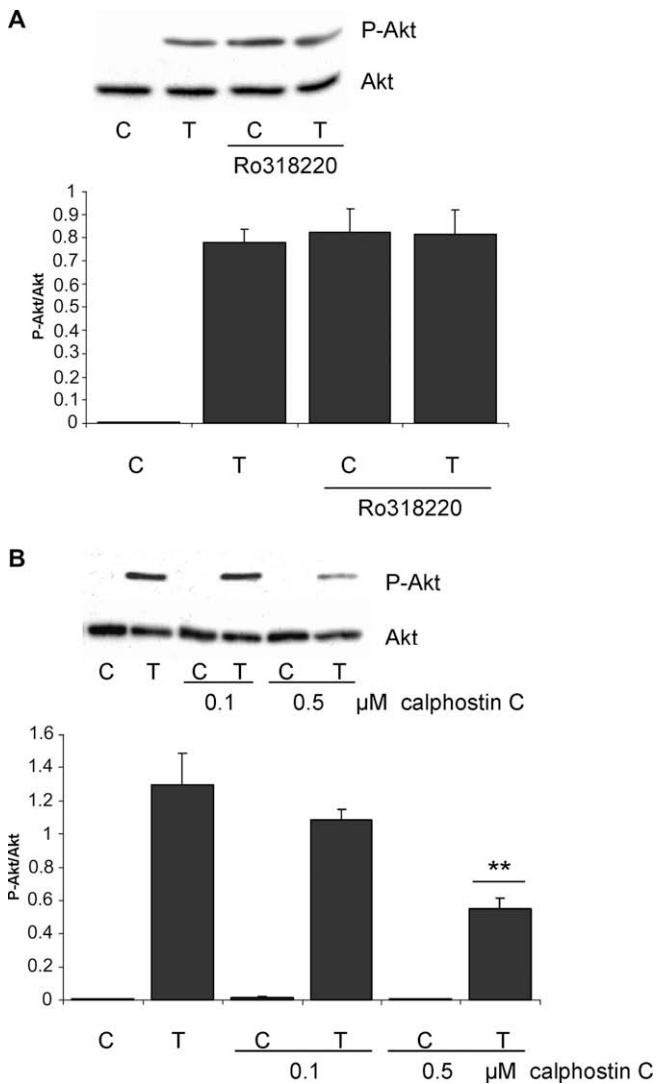 A
P-Akt
Akt
C T C T
Ro318220
1
0.9
0.8
0.7
0.6
0.5
0.4
0.3
0.2
0.1
0
P-Akt/Akt
C T C T
Ro318220
B
P-Akt
Akt
C T C T C T
0.1 0.5 µM calphostin C
1.6
1.4
1.2
1
0.8
0.6
0.4
0.2
0
P-Akt/Akt
**
C T C T C T
0.1 0.5 µM calphostin C